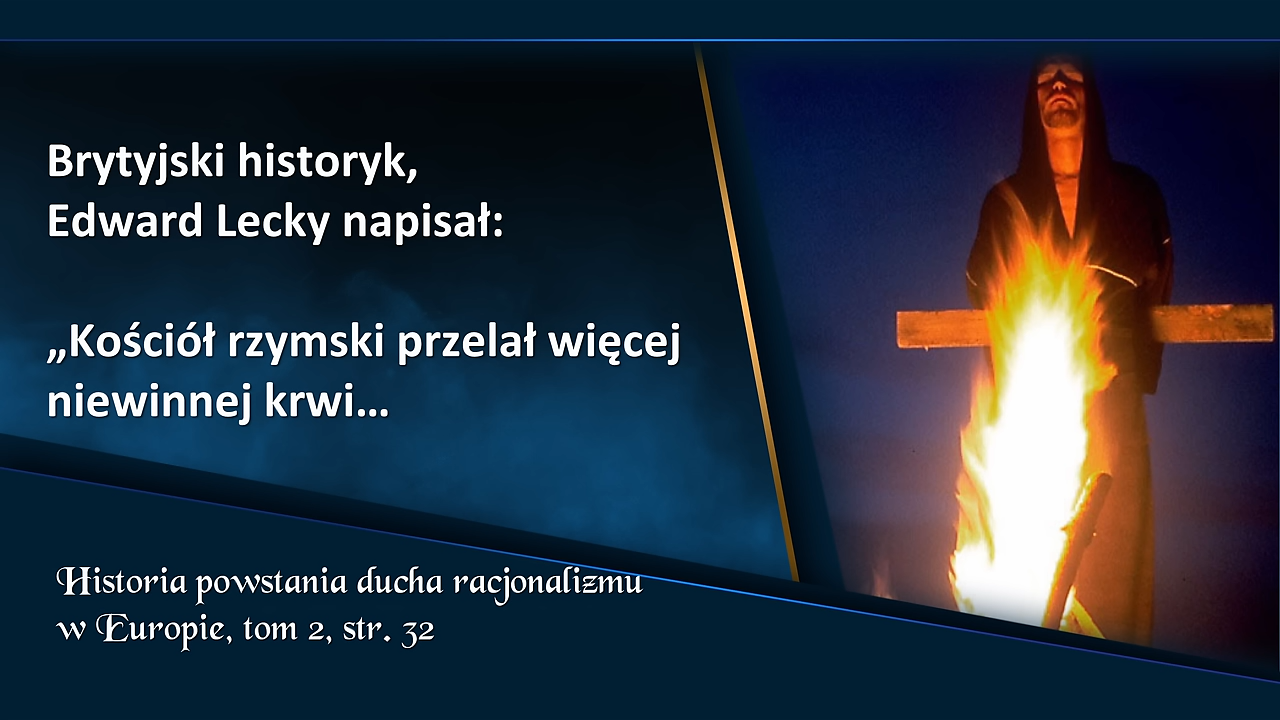 Brytyjski historyk,
Edward Lecky napisał:
„Kościół rzymski przelał więcej
niewinnej krwi...
Historia powstania ducha racjonalizmu
w Europie, tom 2, str. 32